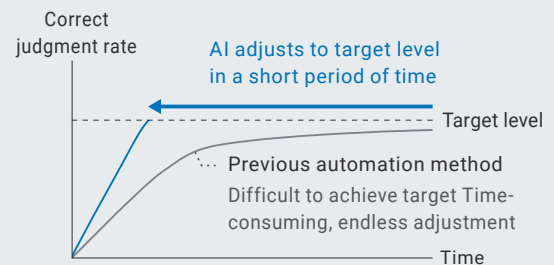 Correct
judgment rate
AI adjusts to target level
in a short period of time
Target level
Previous automation method
Difficult to achieve target Time-
consuming, endless adjustment
Time